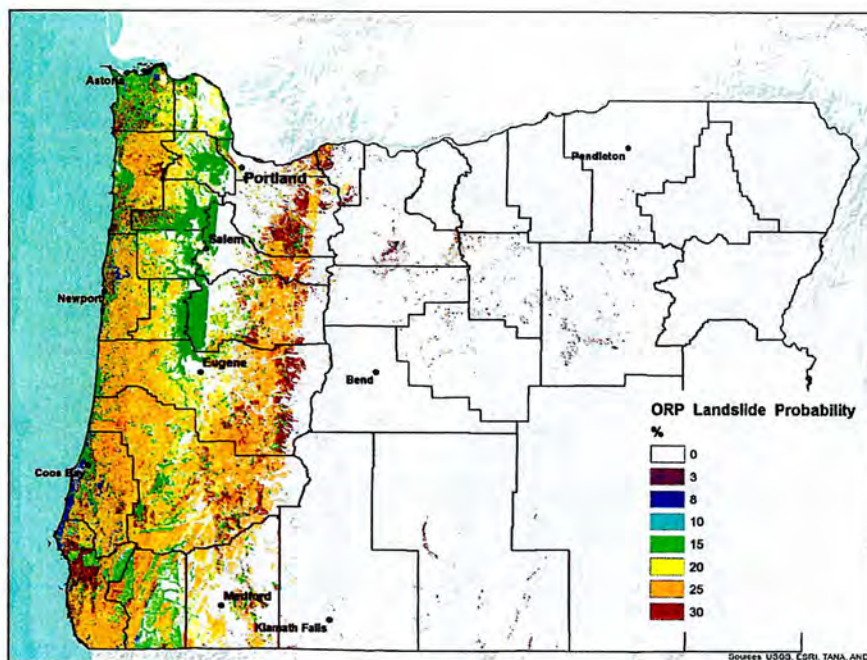 Astoria
Pendleton
Portland
Salem
Newport
Eugene
Bend
ORP Landslide Probability
%
0
3
8
10
15
20
25
30
Coos Bay
Medford
Klamath Falls
Sources USGS, ESRI, TANA, AND